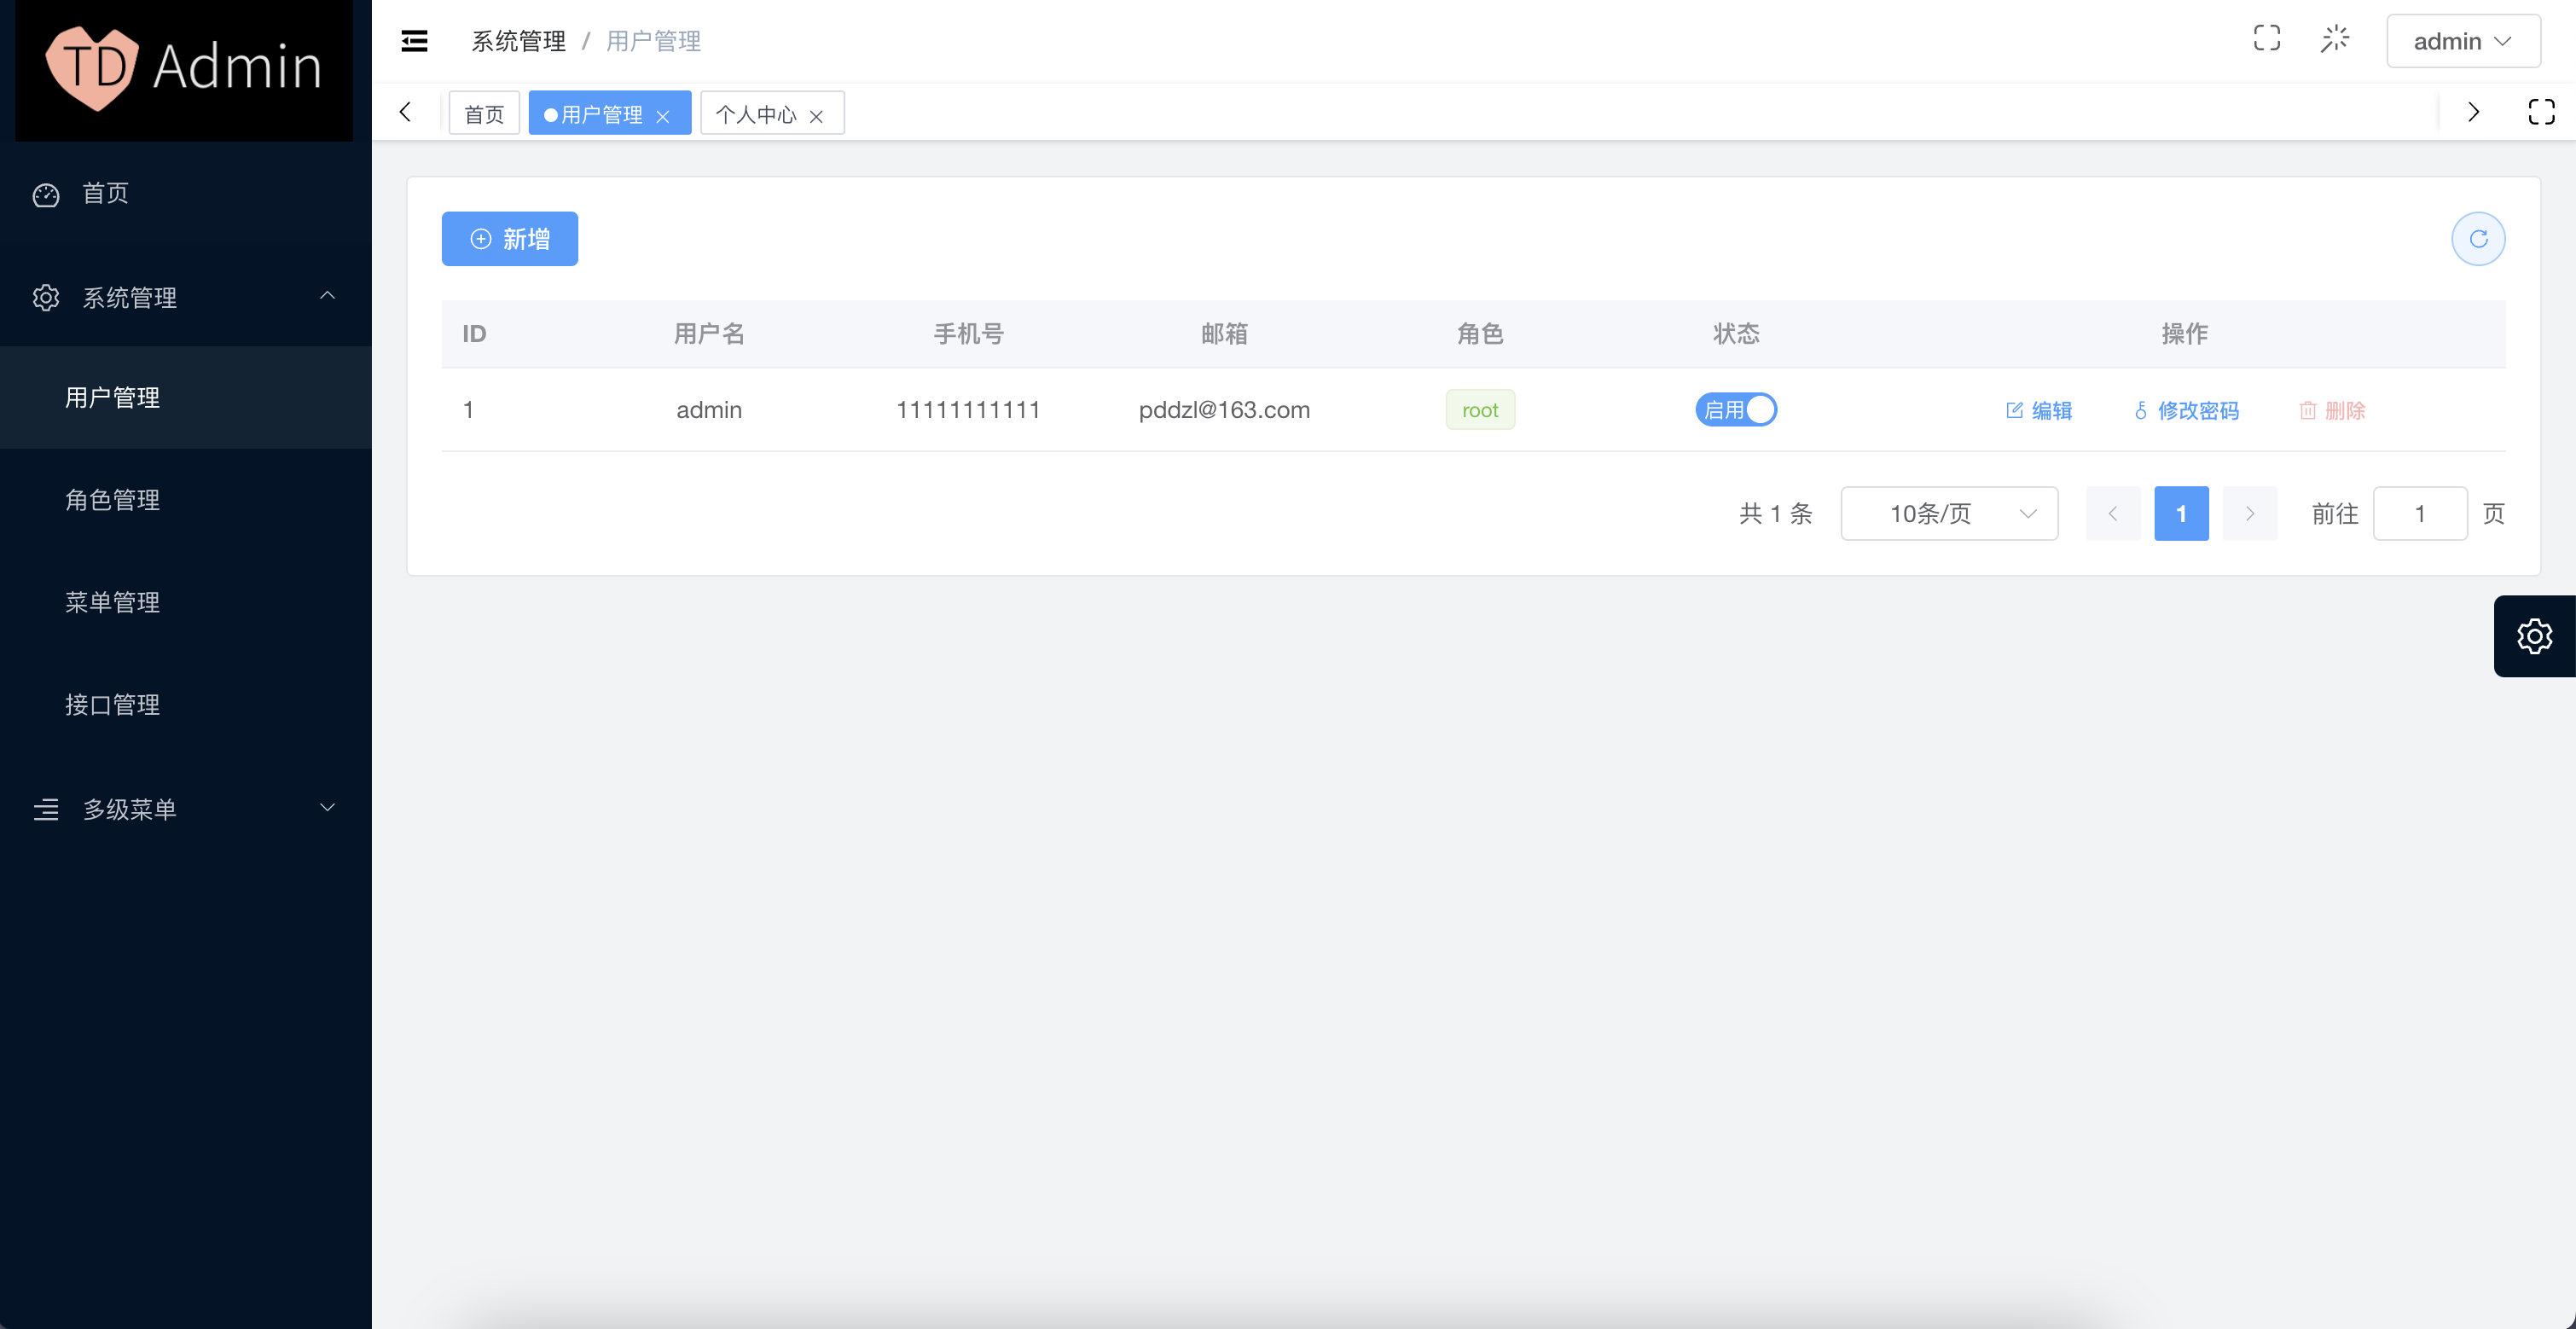 TD Admin
首页
系统管理
用户管理
角色管理
菜单管理
接口管理
多级菜单
系统管理 / 用户管理
admin
首页 用户管理 个人中心
新增
ID 用户名 手机号 邮箱 角色 状态 操作
1 admin 11111111111 pddzl@163.com root 启用 编辑 修改密码 删除
共 1 条 10条/页 1 前往 1 页